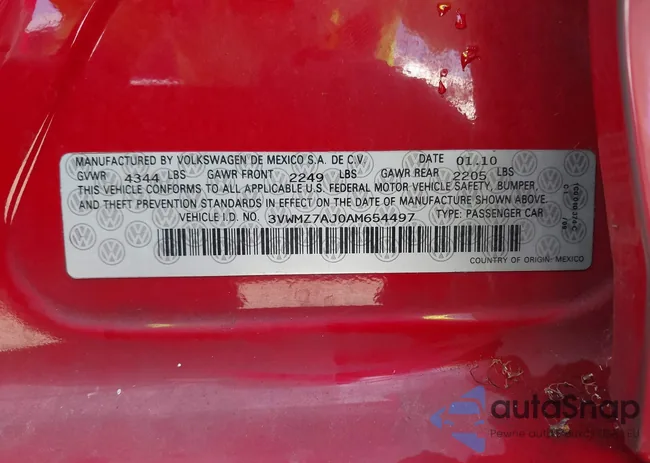 MANUFACTURED BY VOLKSWAGEN DE MEXICO S.A. DE C.V. DATE 01.10
GVWR 4344 LBS GAWR FRONT 2249 LBS GAWR REAR 2205 LBS
THIS VEHICLE CONFORMS TO ALL APPLICABLE U.S. FEDERAL MOTOR VEHICLE SAFETY, BUMPER,
AND THEFT PREVENTION STANDARDS IN EFFECT ON THE DATE OF MANUFACTURE SHOWN ABOVE.
VEHICLE I.D. NO. 3VWMZ7AJ0AM654497 TYPE: PASSENGER CAR
COUNTRY OF ORIGIN: MEXICO
autoSnap